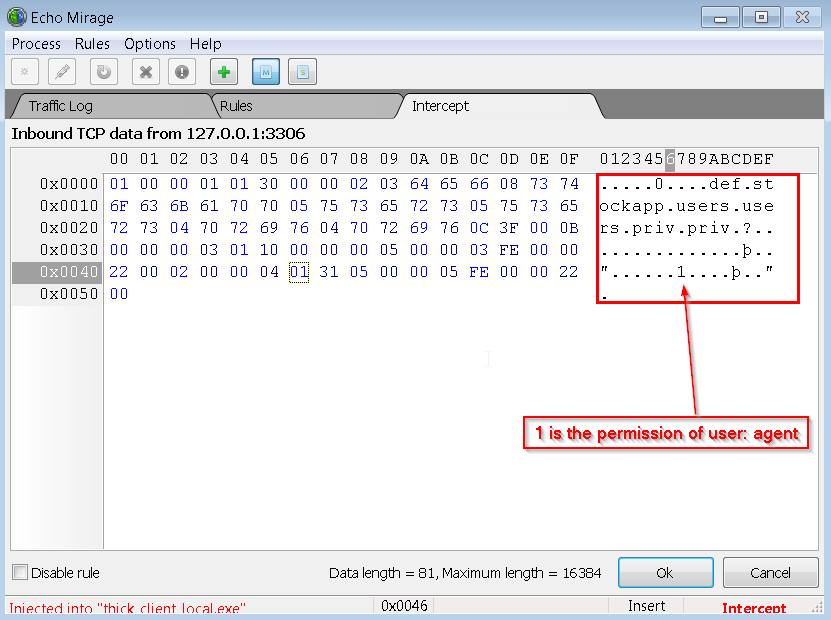 Echo Mirage
Process Rules Options Help
M S
Traffic Log Rules Intercept
Inbound TCP data from 127.0.0.1:3306
00 01 02 03 04 05 06 07 08 09 0A 0B 0C 0D 0E 0F 0123456789ABCDEF
0x0000 01 00 00 01 01 30 00 00 02 03 64 65 66 08 73 74 .....0....def.st
0x0010 6F 63 6B 61 70 70 05 75 73 65 72 73 05 75 73 65 ockapp.users.use
0x0020 72 73 04 70 72 69 76 04 70 72 69 76 0C 3F 00 0B rs.priv.priv.?..
0x0030 00 00 00 03 01 10 00 00 00 00 05 00 00 03 FE 00 00 .............þ..
0x0040 22 00 02 00 00 04 01 31 05 00 00 05 FE 00 00 22 "......1....þ.."
0x0050 00 .
1 is the permission of user: agent
Disable rule Data length = 81, Maximum length = 16384 Ok Cancel
Injected into "thick_client_local.exe" 0x0046 Insert Intercept